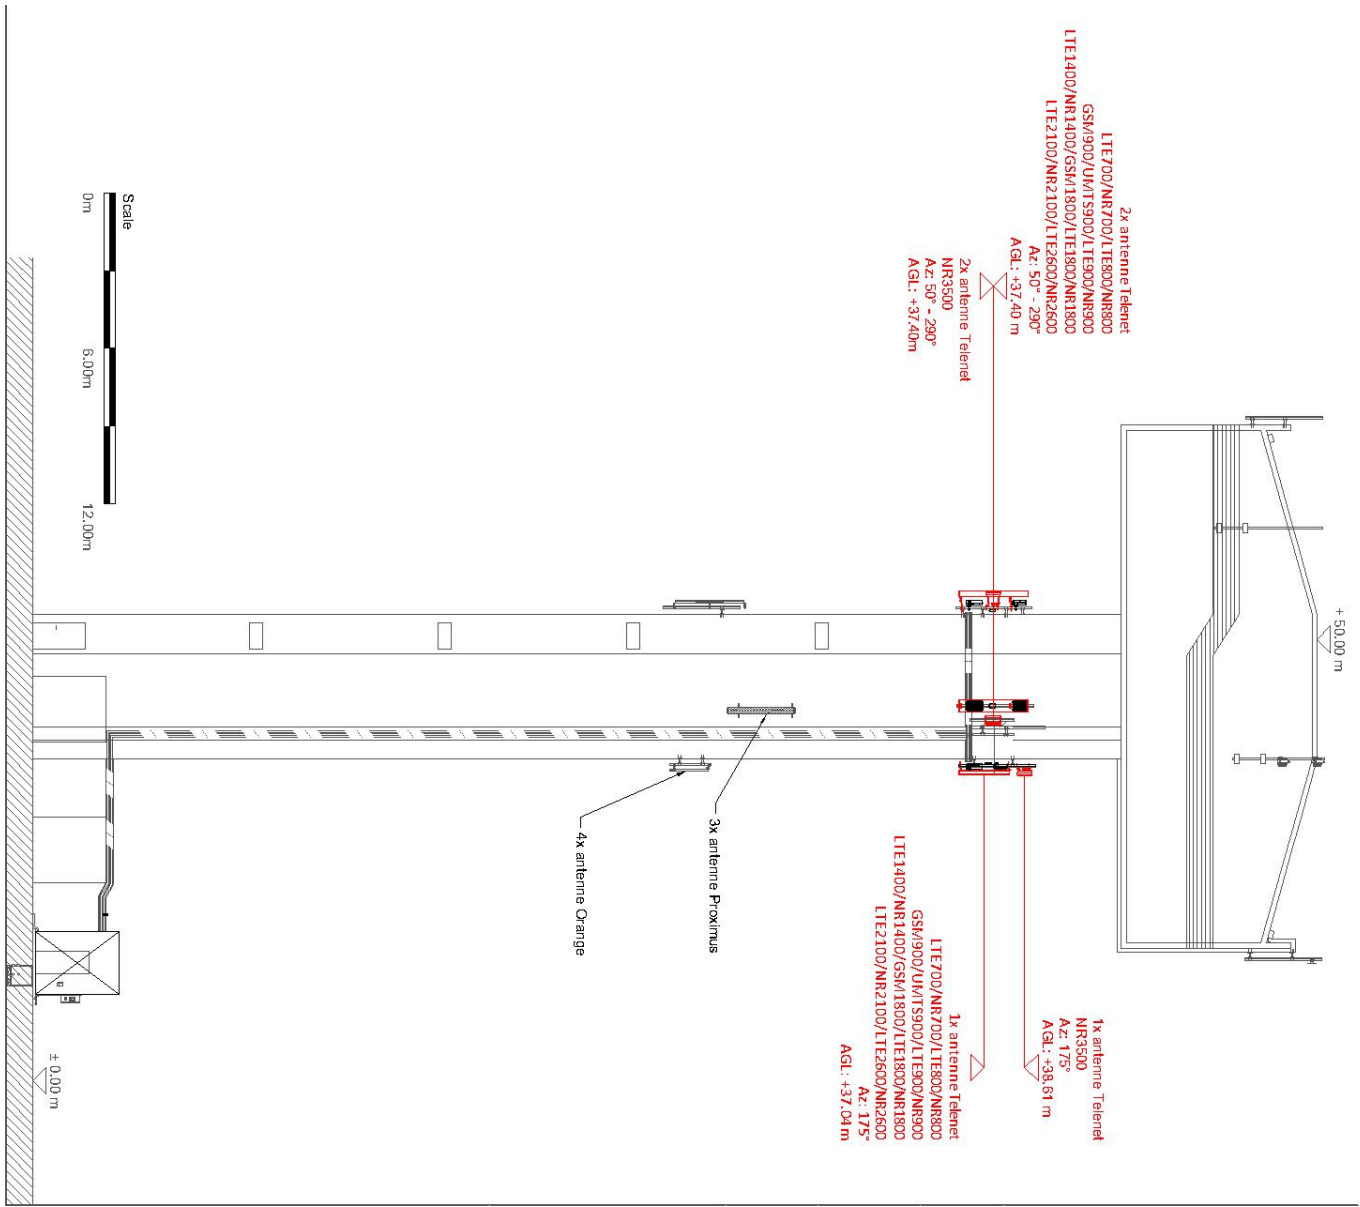 2x antenne Telenet
LTE700/NR700/LTE800/NR800
GSM900/UMTS900/LTE900/NR900
LTE1400/NR1400/GSM1800/LTE1800/NR1800
LTE2100/NR2100/LTE2600/NR2600
Az: 50° - 290°
AGL: +37.40 m
2x antenne Telenet
NR3500
Az: 50° - 290°
AGL: +37.40m
Scale
0m
6.00m
12.00m
+ 50.00 m
3x antenne Proximus
4x antenne Orange
1x antenne Telenet
NR3500
Az: 175°
AGL: +38.61 m
1x antenne Telenet
LTE700/NR700/LTE800/NR800
GSM900/UMTS900/LTE900/NR900
LTE1400/NR1400/GSM1800/LTE1800/NR1800
LTE2100/NR2100/LTE2600/NR2600
Az: 175°
AGL: +37.04 m
± 0.00 m